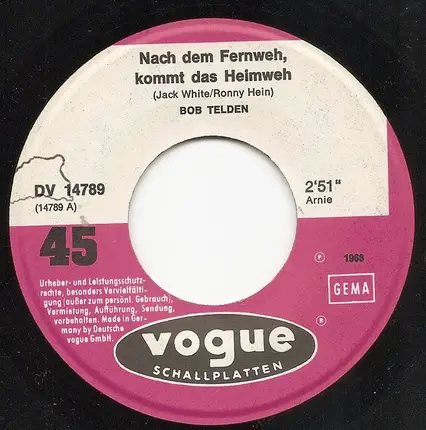 Nach dem Fernweh,
kommt das Heimweh
(Jack White/Ronny Hein)
BOB TELDEN
DV 14789
(14789 A)
2'51"
Arnie
45
P 1968
GEMA
Urheber- und Leistungsschutz-
rechte, besonders Vervielfälti-
gung (außer zum persönl. Gebrauch),
Vermietung, Aufführung, Sendung,
vorbehalten. Made in Ger-
many by Deutsche
vogue GmbH.
R
vogue
SCHALLPLATTEN